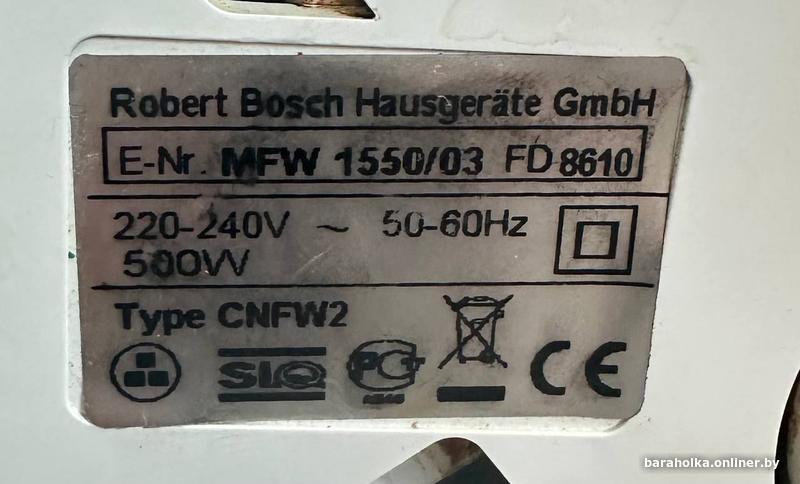 Robert Bosch Hausgeräte GmbH
E-Nr. MFW 1550/03 FD 8610
220-240V ~ 50-60Hz
500W
Type CNFW2
SIQ
PCT
CE
baraholka.onliner.by